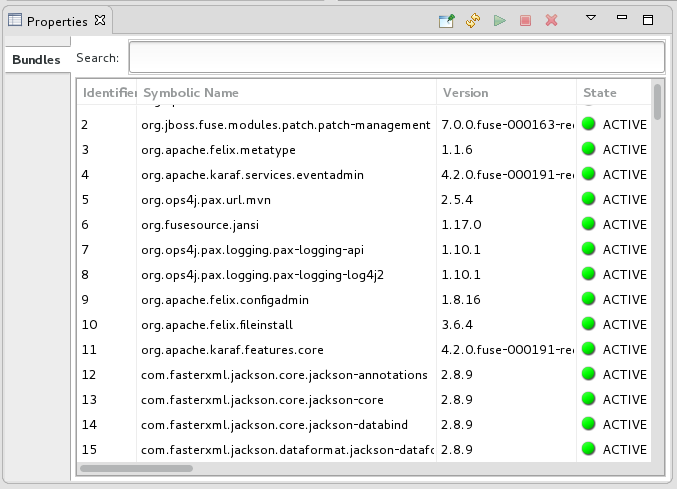 Properties
Bundles
Search:
Identifier Symbolic Name Version State
2 org.jboss.fuse.modules.patch.patch-management 7.0.0.fuse-000163-re ACTIVE
3 org.apache.felix.metatype 1.1.6 ACTIVE
4 org.apache.karaf.services.eventadmin 4.2.0.fuse-000191-re ACTIVE
5 org.ops4j.pax.url.mvn 2.5.4 ACTIVE
6 org.fusesource.jansi 1.17.0 ACTIVE
7 org.ops4j.pax.logging.pax-logging-api 1.10.1 ACTIVE
8 org.ops4j.pax.logging.pax-logging-log4j2 1.10.1 ACTIVE
9 org.apache.felix.configadmin 1.8.16 ACTIVE
10 org.apache.felix.fileinstall 3.6.4 ACTIVE
11 org.apache.karaf.features.core 4.2.0.fuse-000191-re ACTIVE
12 com.fasterxml.jackson.core.jackson-annotations 2.8.9 ACTIVE
13 com.fasterxml.jackson.core.jackson-core 2.8.9 ACTIVE
14 com.fasterxml.jackson.core.jackson-databind 2.8.9 ACTIVE
15 com.fasterxml.jackson.dataformat.jackson-datafo 2.8.9 ACTIVE